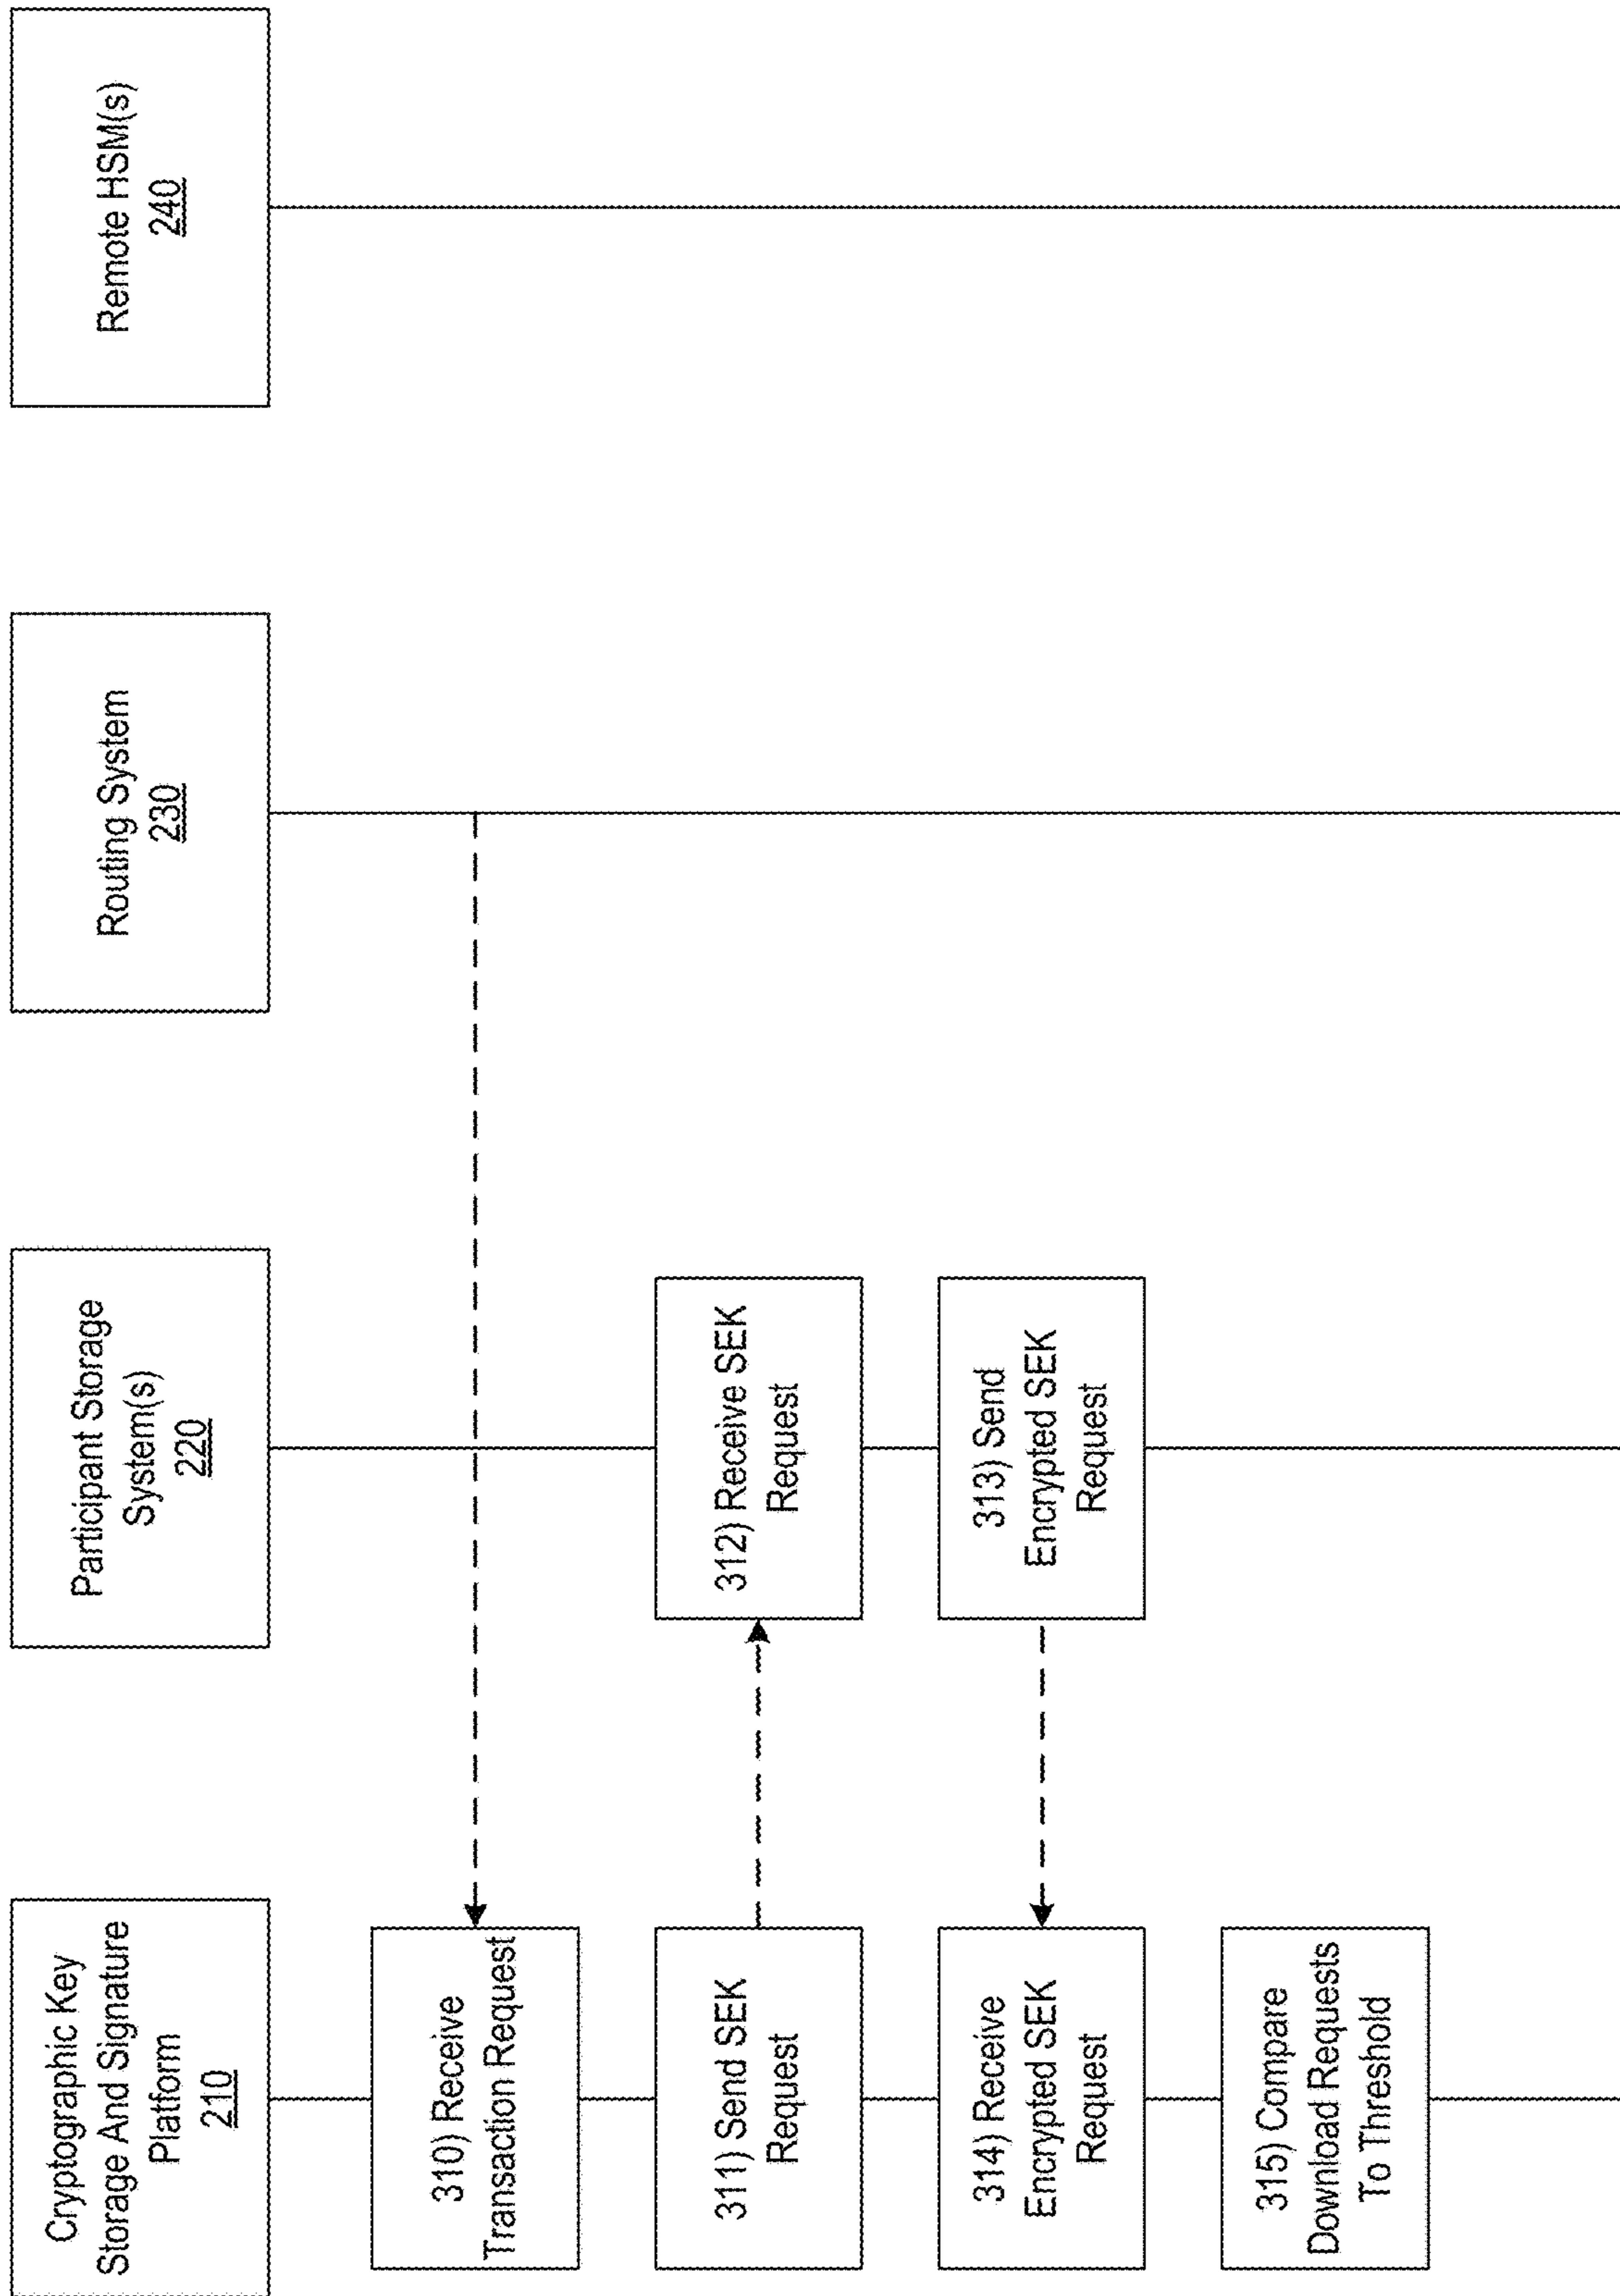 Cryptographic Key
Storage And Signature
Platform
210
Participant Storage
System(s)
220
Routing System
230
Remote HSM(s)
240
310) Receive
Transaction Request
311) Send SEK
Request
312) Receive SEK
Request
313) Send
Encrypted SEK
Request
314) Receive
Encrypted SEK
Request
315) Compare
Download Requests
To Threshold